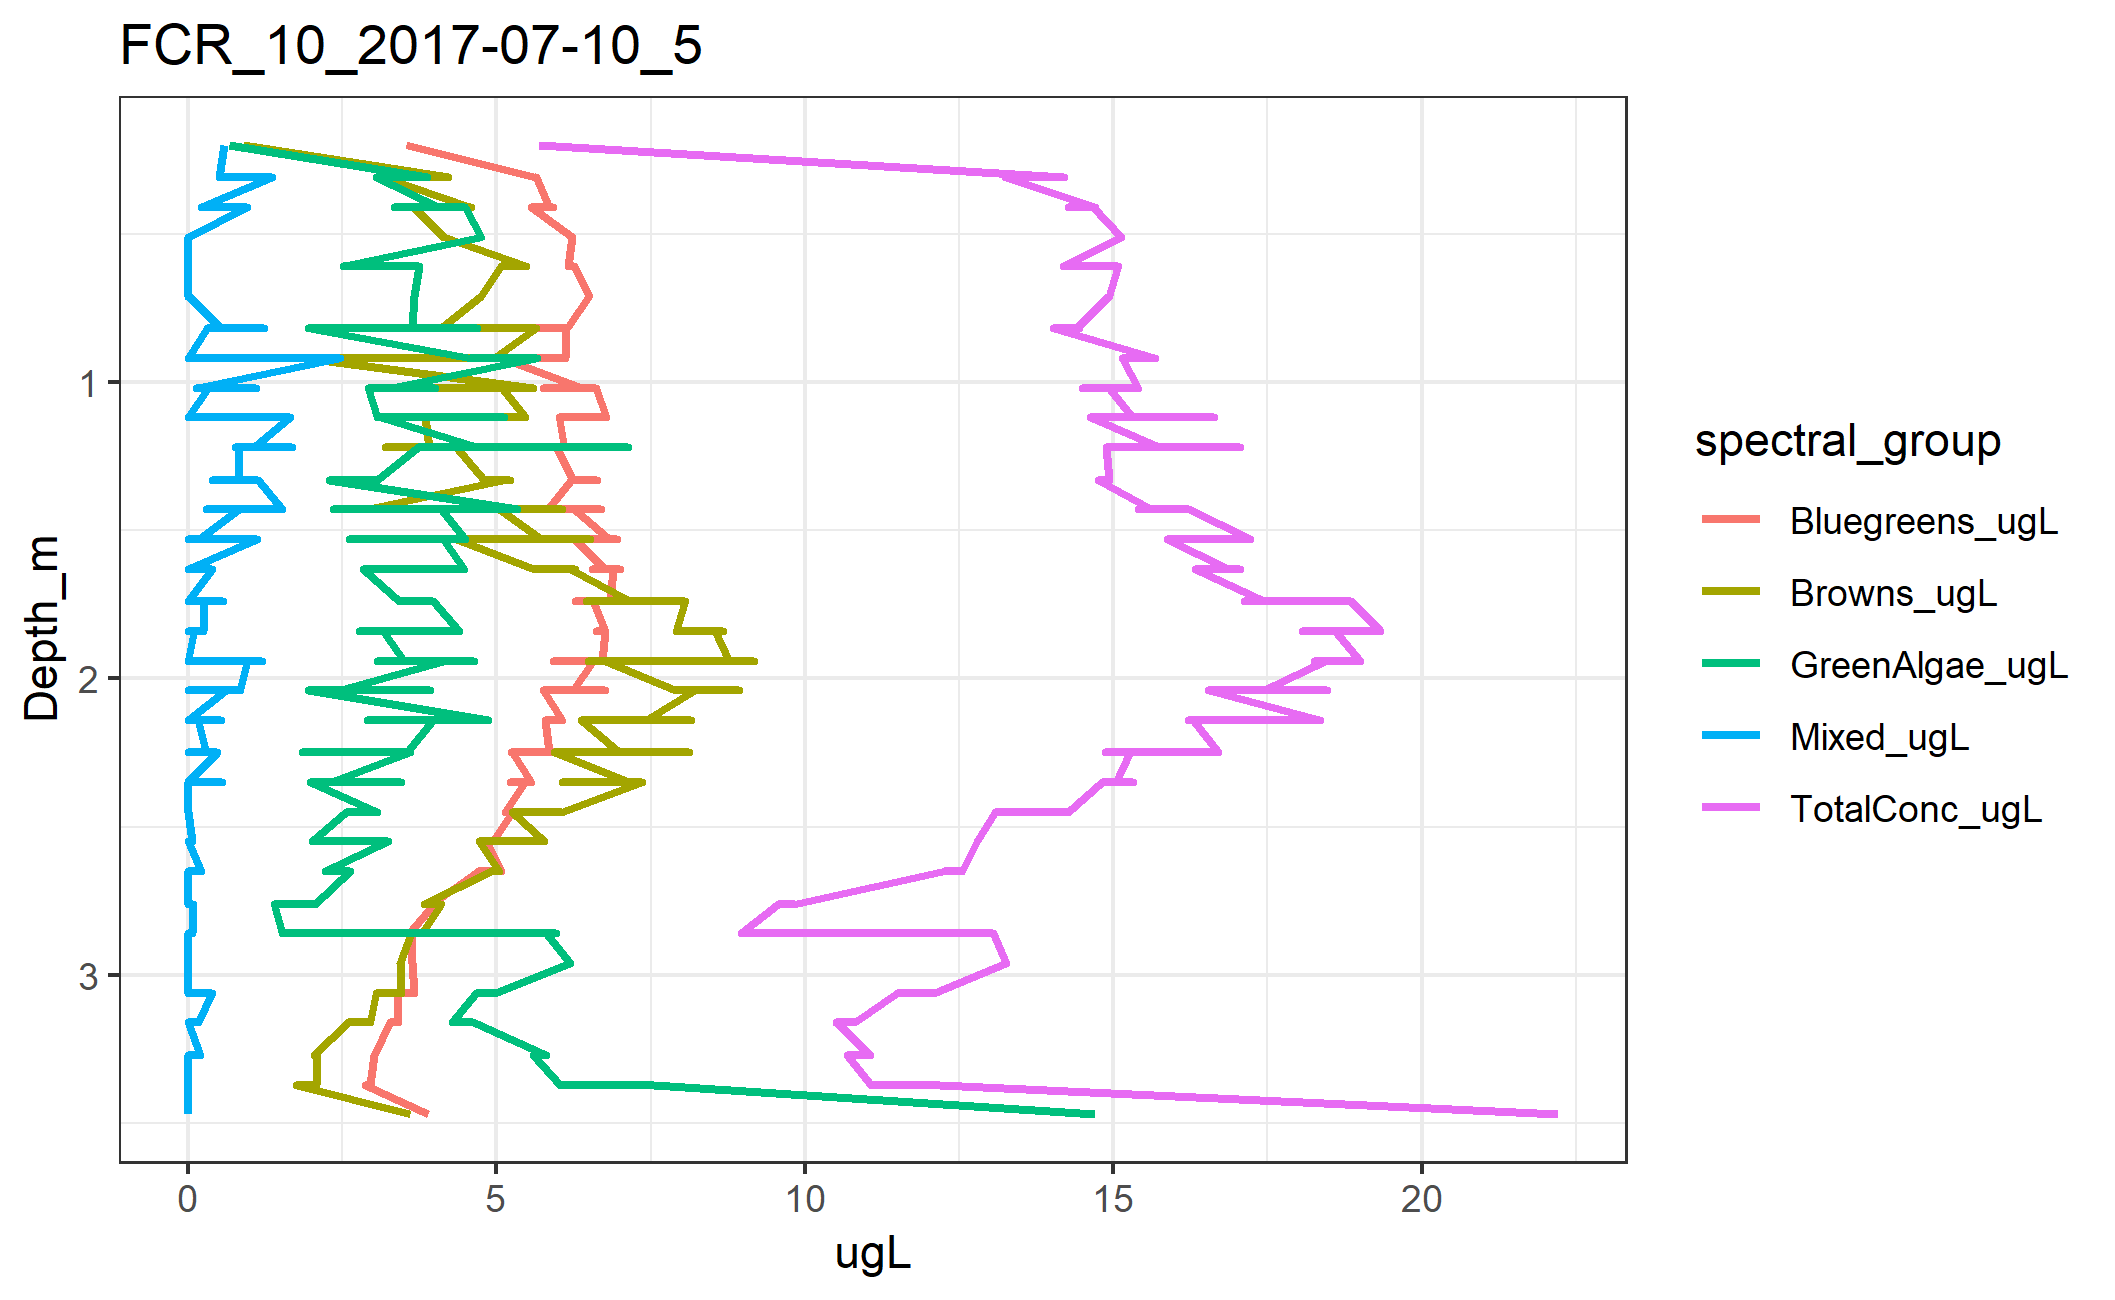 FCR_10_2017-07-10_5
Depth_m
1
2
3
0
5
10
15
20
ugL
spectral_group
Bluegreens_ugL
Browns_ugL
GreenAlgae_ugL
Mixed_ugL
TotalConc_ugL